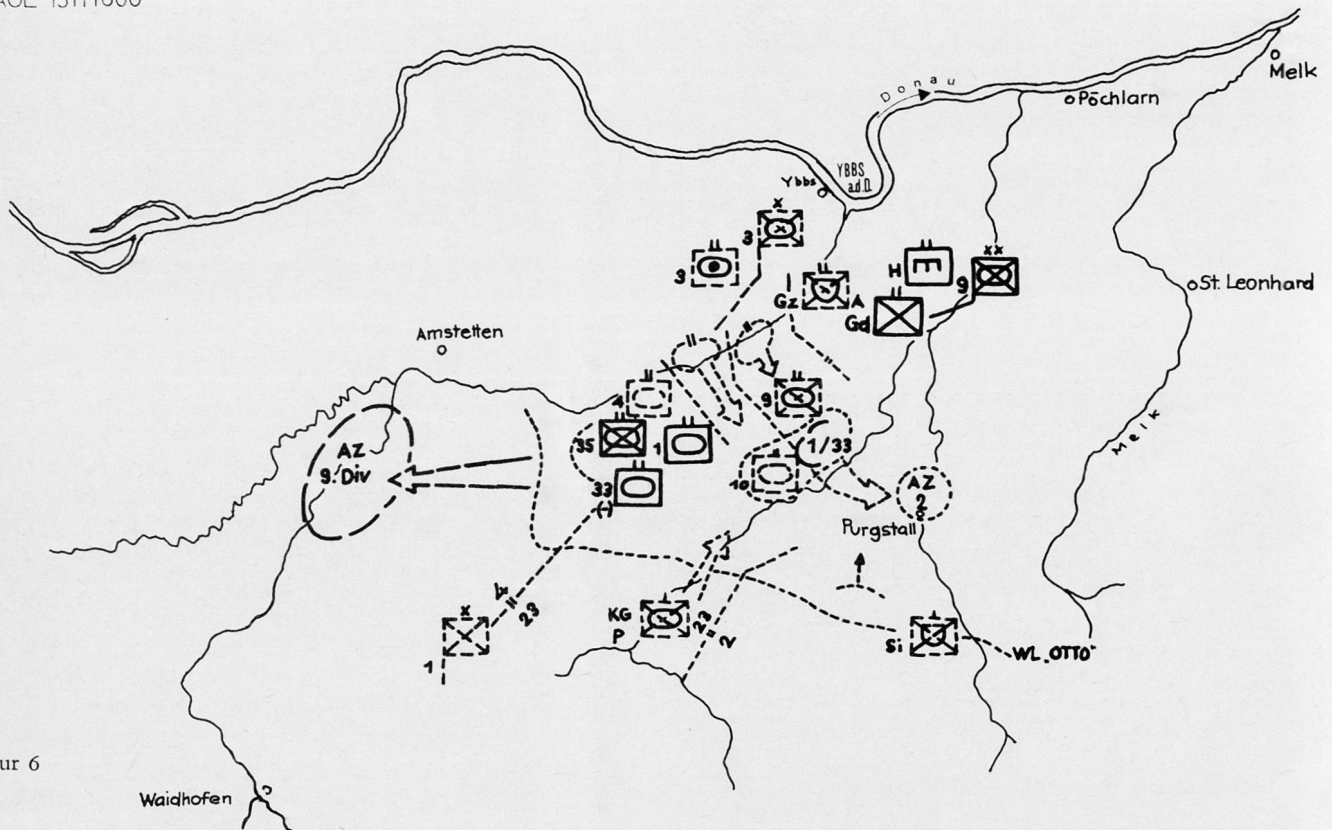 Donau
Melk
Pöchlarn
Ybbs
YBBS
a.d.D.
3
3
H
9
St. Leonhard
Gz
A
Gd
Amstetten
4
9
35
1
1/33
AZ
9. Div
33
(-)
10
AZ
2
Melk
Purgstall
4
23
KG
P
23
2
1
Si
WL „OTTO"
ur 6
Waidhofen